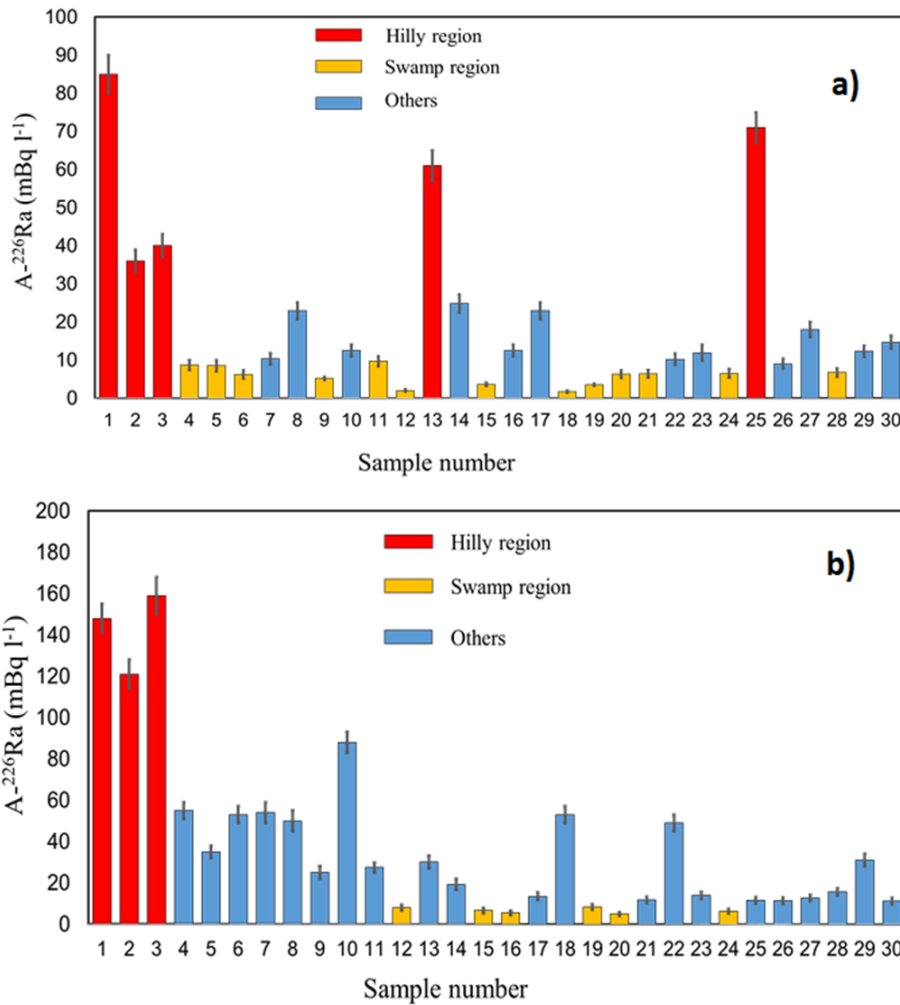 100
90
80
70
60
50
40
30
20
10
0
A-²²⁶Ra (mBq l⁻¹)
Hilly region
Swamp region
Others
a)
1 2 3 4 5 6 7 8 9 10 11 12 13 14 15 16 17 18 19 20 21 22 23 24 25 26 27 28 29 30
Sample number
200
180
160
140
120
100
80
60
40
20
0
A-²²⁶Ra (mBq l⁻¹)
Hilly region
Swamp region
Others
b)
1 2 3 4 5 6 7 8 9 10 11 12 13 14 15 16 17 18 19 20 21 22 23 24 25 26 27 28 29 30
Sample number